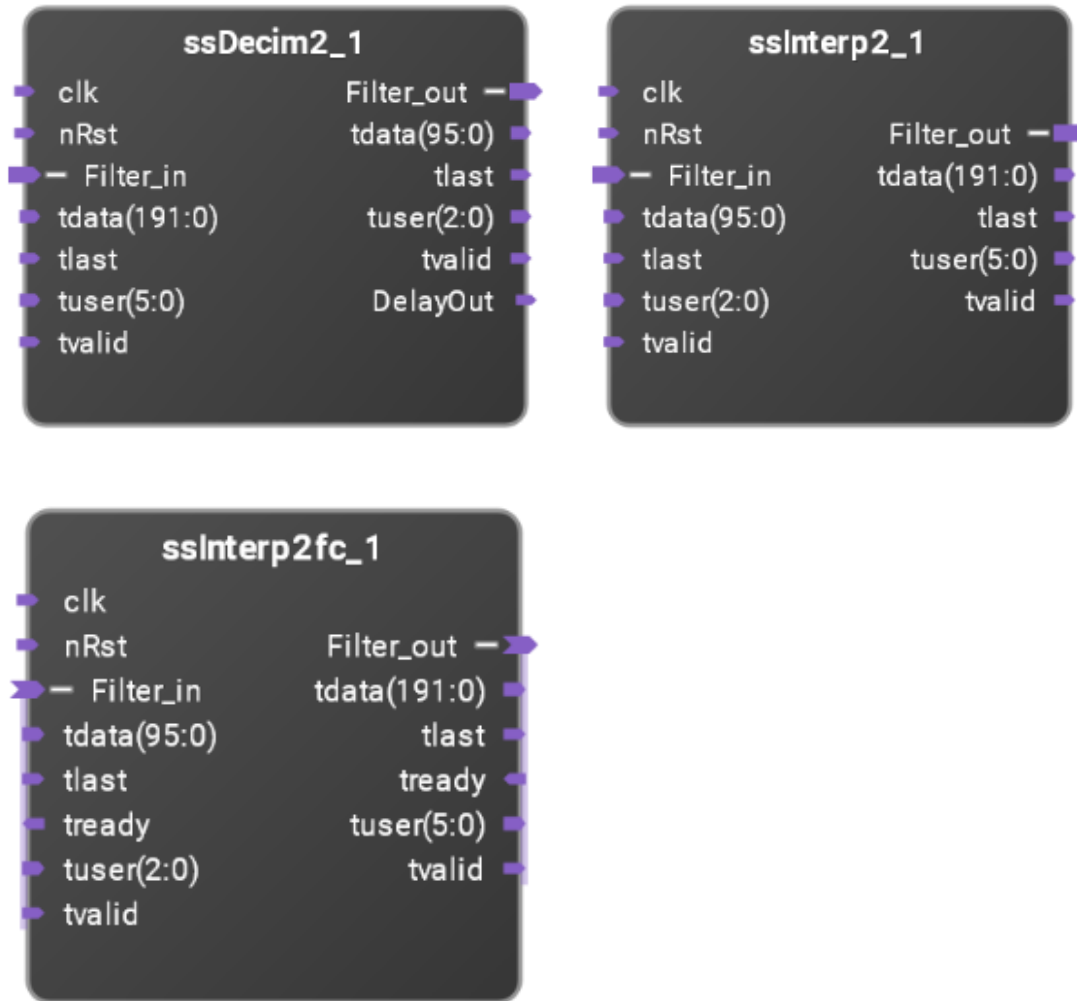 ssDecim2_1
clk
Filter_out
nRst
tdata(95:0)
Filter_in
tlast
tdata(191:0)
tuser(2:0)
tlast
tvalid
tuser(5:0)
DelayOut
tvalid
ssInterp2_1
clk
nRst
Filter_out
Filter_in
tdata(191:0)
tdata(95:0)
tlast
tlast
tuser(5:0)
tuser(2:0)
tvalid
tvalid
ssInterp2fc_1
clk
nRst
Filter_out
Filter_in
tdata(191:0)
tdata(95:0)
tlast
tlast
tready
tready
tuser(5:0)
tuser(2:0)
tvalid
tvalid